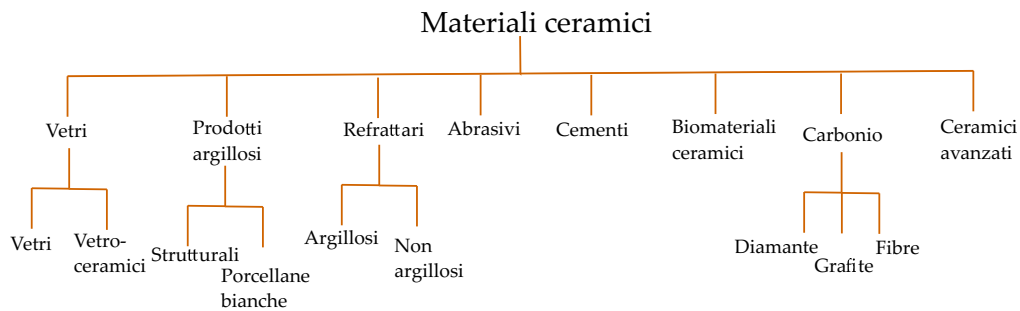 Materiali ceramici
Vetri
Prodotti
argillosi
Refrattari
Abrasivi
Cementi
Biomateriali
ceramici
Carbonio
Ceramici
avanzati
Vetri
Vetro-
ceramici
Strutturali
Porcellane
bianche
Argillosi
Non
argillosi
Diamante
Grafite
Fibre